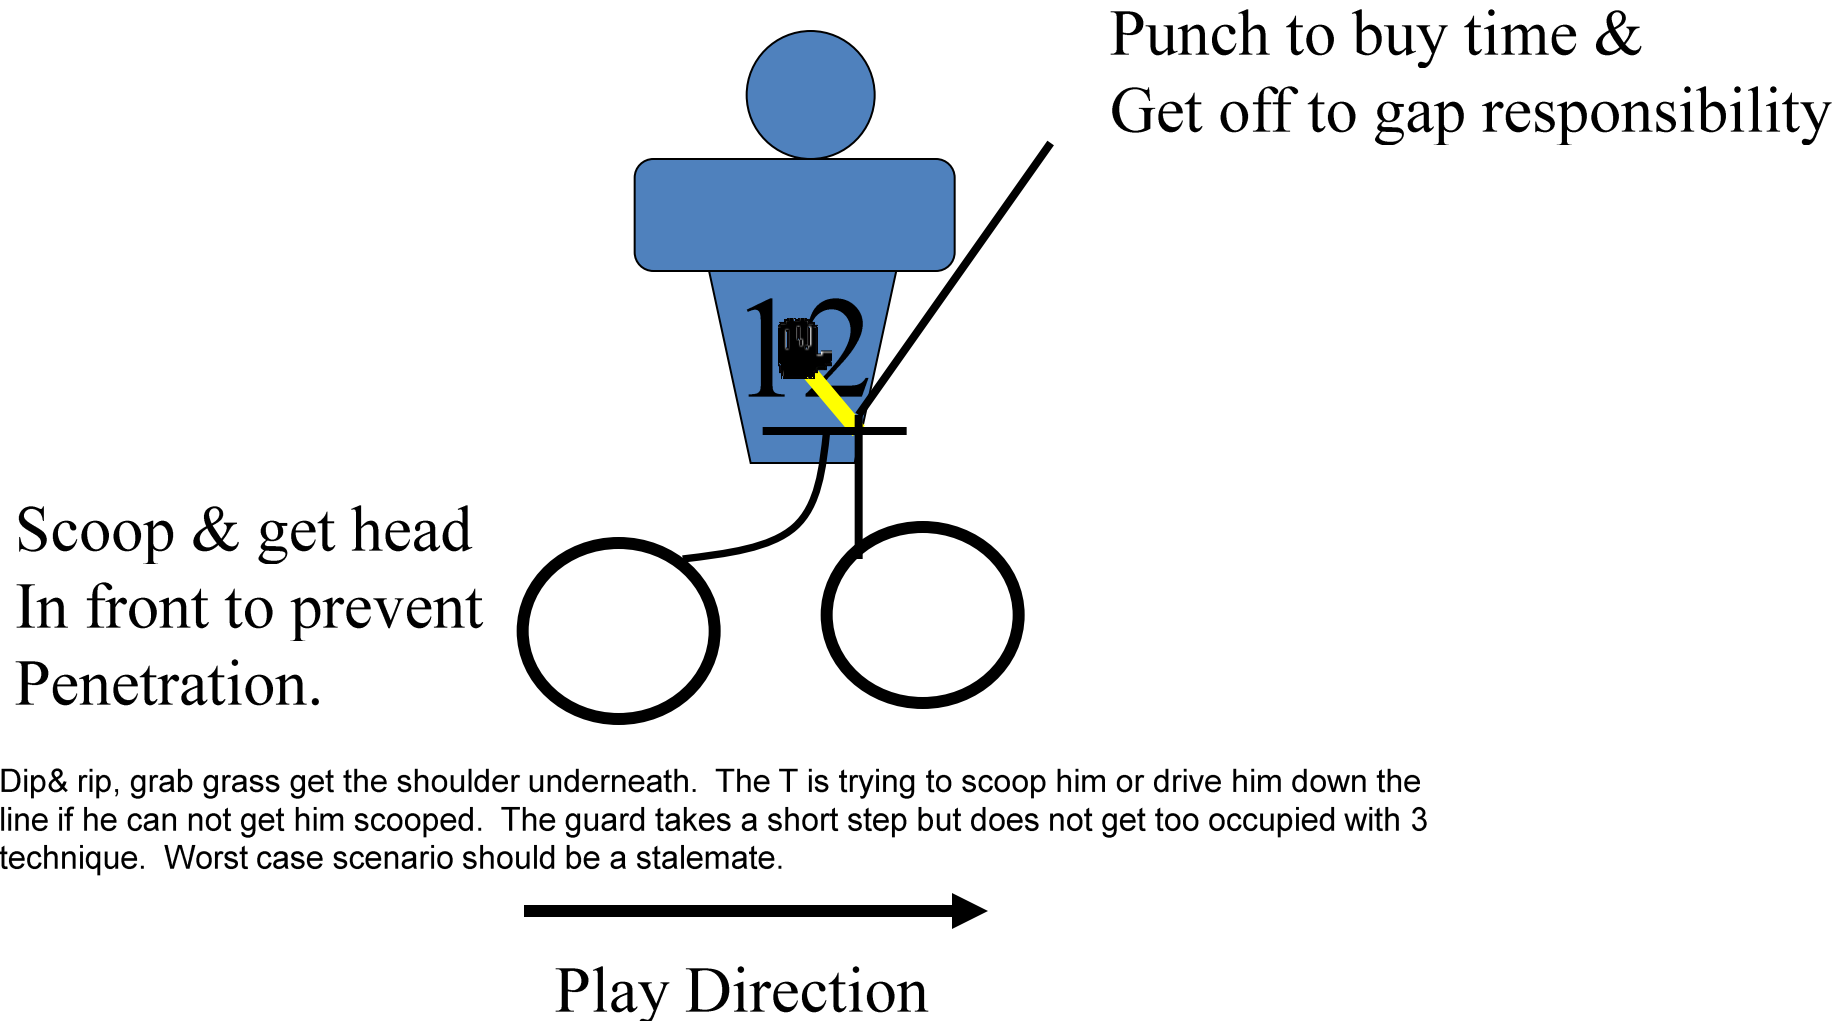 Punch to buy time &
Get off to gap responsibility
12
Scoop & get head
In front to prevent
Penetration.
Dip& rip, grab grass get the shoulder underneath.  The T is trying to scoop him or drive him down the
line if he can not get him scooped.  The guard takes a short step but does not get too occupied with 3
technique.  Worst case scenario should be a stalemate.
Play Direction